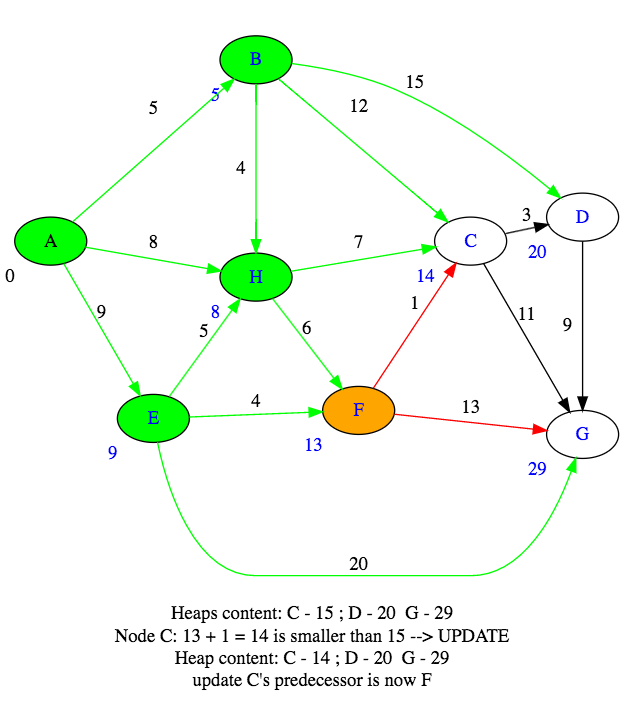 B
5
15
5
12
4
3
D
A
8
7
C
20
0
H
14
9
8
5
6
1
11
9
E
4
F
13
G
9
13
29
20
Heaps content: C - 15 ; D - 20  G - 29
Node C: 13 + 1 = 14 is smaller than 15 --> UPDATE
Heap content: C - 14 ; D - 20  G - 29
update C's predecessor is now F